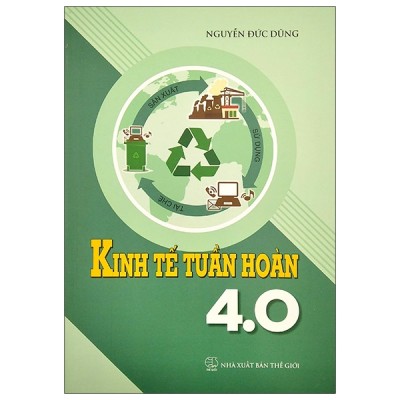 NGUYỄN ĐỨC DŨNG
SẢN XUẤT
SỬ DỤNG
TÁI CHẾ
KINH TẾ TUẦN HOÀN
4.0
NHÀ XUẤT BẢN THẾ GIỚI